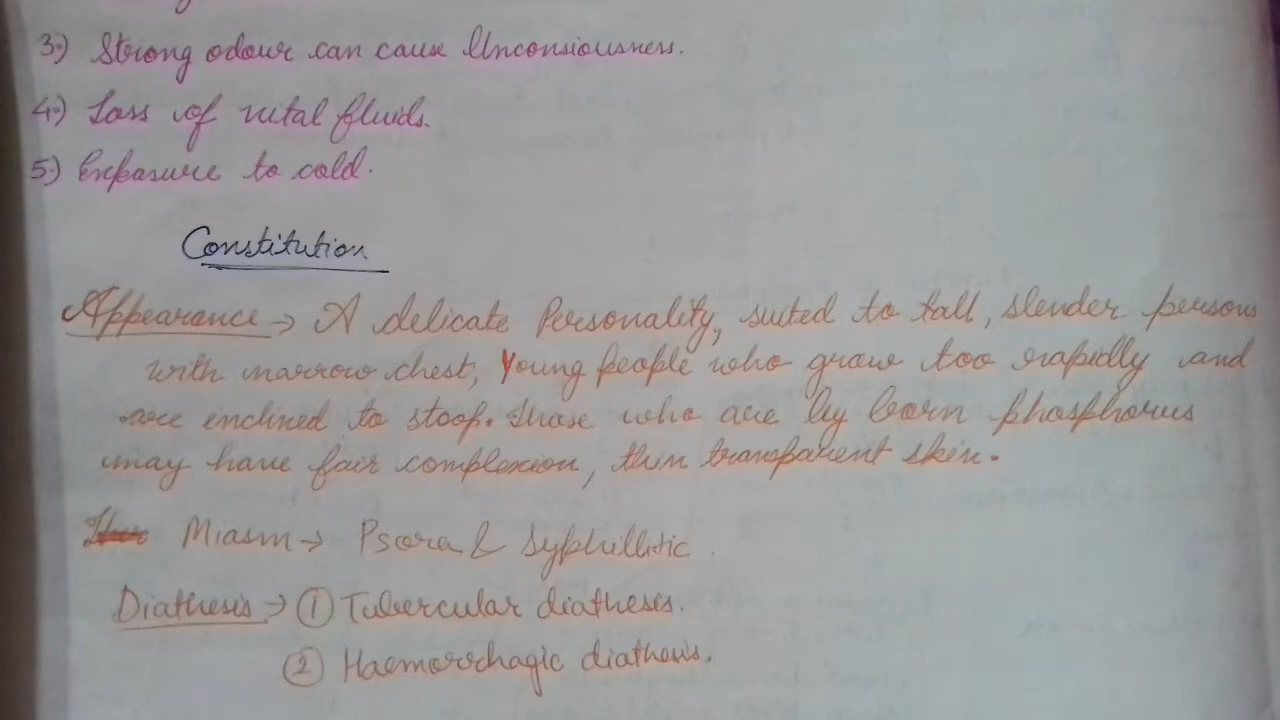 3.) Strong odour can cause Unconsiousness.
4.) Loss of vital fluids.
5.) Exposure to cold.
Constitution
Appearance → A delicate Personality, suited to tall, slender persons
with narrow chest, Young people who grow too rapidly and
are enclined to stoop. Those who are by born phosphorus
may have fair complexion, thin transparent skin.
Miasm → Psora & Syphillitic.
Diathesis → ① Tubercular diatheses.
② Haemorrhagic diathesis.